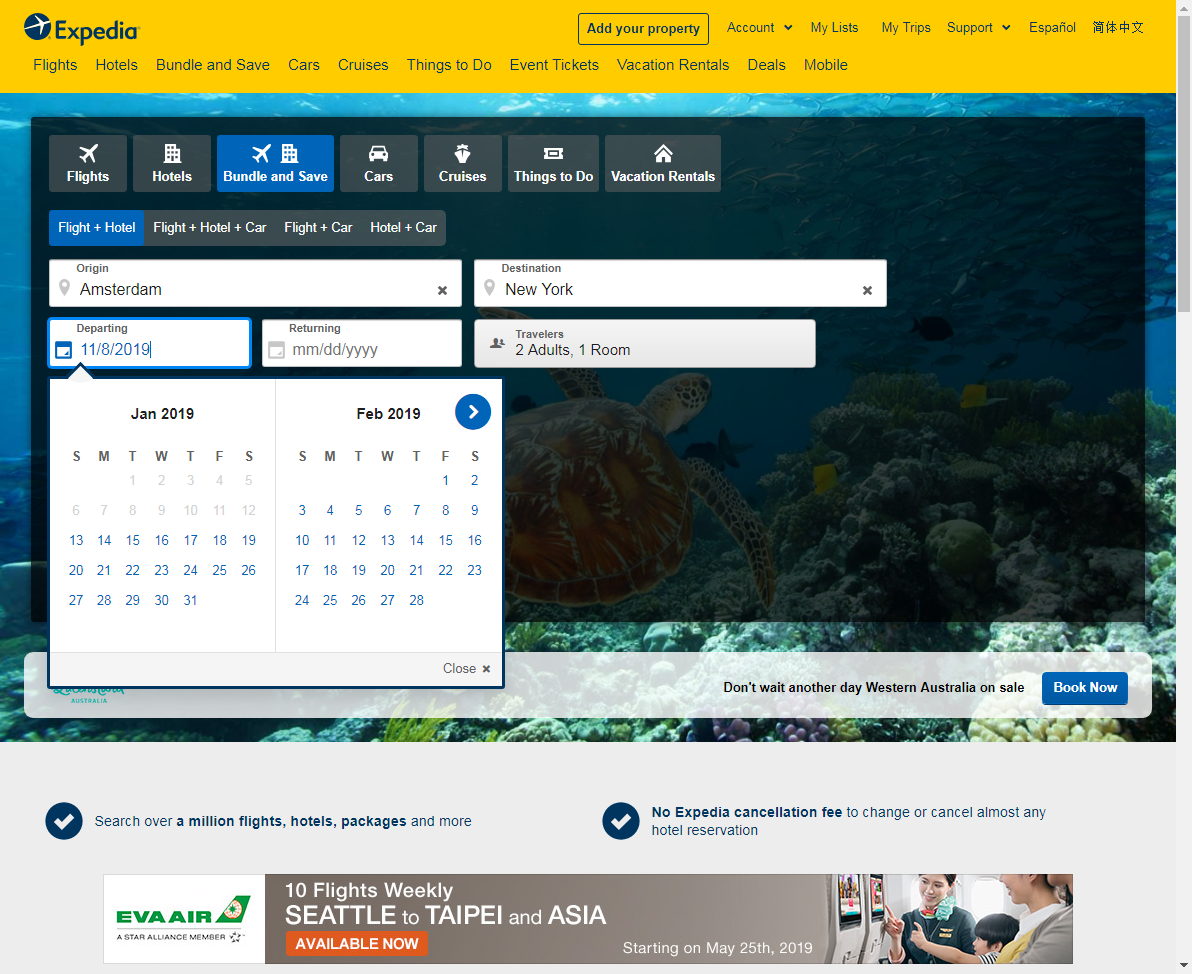 Expedia
Add your property
Account
My Lists
My Trips
Support
Español
简体中文
Flights
Hotels
Bundle and Save
Cars
Cruises
Things to Do
Event Tickets
Vacation Rentals
Deals
Mobile
Flights
Hotels
Bundle and Save
Cars
Cruises
Things to Do
Vacation Rentals
Flight + Hotel
Flight + Hotel + Car
Flight + Car
Hotel + Car
Origin
Amsterdam
Destination
New York
Departing
11/8/2019
Returning
mm/dd/yyyy
Travelers
2 Adults, 1 Room
Jan 2019
S M T W T F S
1 2 3 4 5
6 7 8 9 10 11 12
13 14 15 16 17 18 19
20 21 22 23 24 25 26
27 28 29 30 31
Feb 2019
S M T W T F S
1 2
3 4 5 6 7 8 9
10 11 12 13 14 15 16
17 18 19 20 21 22 23
24 25 26 27 28
Close
Queensland
AUSTRALIA
Don't wait another day Western Australia on sale
Book Now
Search over a million flights, hotels, packages and more
No Expedia cancellation fee to change or cancel almost any
hotel reservation
EVA AIR
A STAR ALLIANCE MEMBER
10 Flights Weekly
SEATTLE to TAIPEI and ASIA
AVAILABLE NOW
Starting on May 25th, 2019